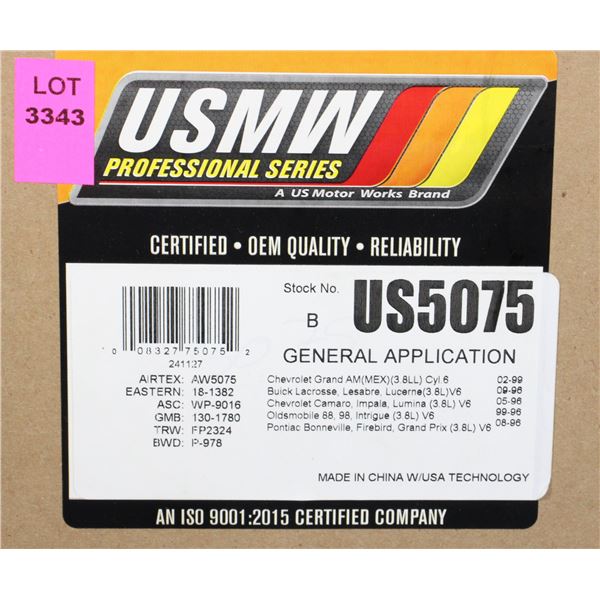 LOT
3343
USMW
PROFESSIONAL SERIES
A US Motor Works Brand
CERTIFIED • OEM QUALITY • RELIABILITY
Stock No.
B
US5075
0 08327 75075 2
241127
GENERAL APPLICATION
AIRTEX: AW5075
EASTERN: 18-1382
ASC: WP-9016
GMB: 130-1780
TRW: FP2324
BWD: P-978
Chevrolet Grand AM(MEX)(3.8LL) Cyl.6 02-99
Buick Lacrosse, Lesabre, Lucerne(3.8L)V6 09-96
Chevrolet Camaro, Impala, Lumina (3.8L) V6 05-96
Oldsmobile 88, 98, Intrigue (3.8L) V6 99-96
Pontiac Bonneville, Firebird, Grand Prix (3.8L) V6 08-96
MADE IN CHINA W/USA TECHNOLOGY
AN ISO 9001:2015 CERTIFIED COMPANY